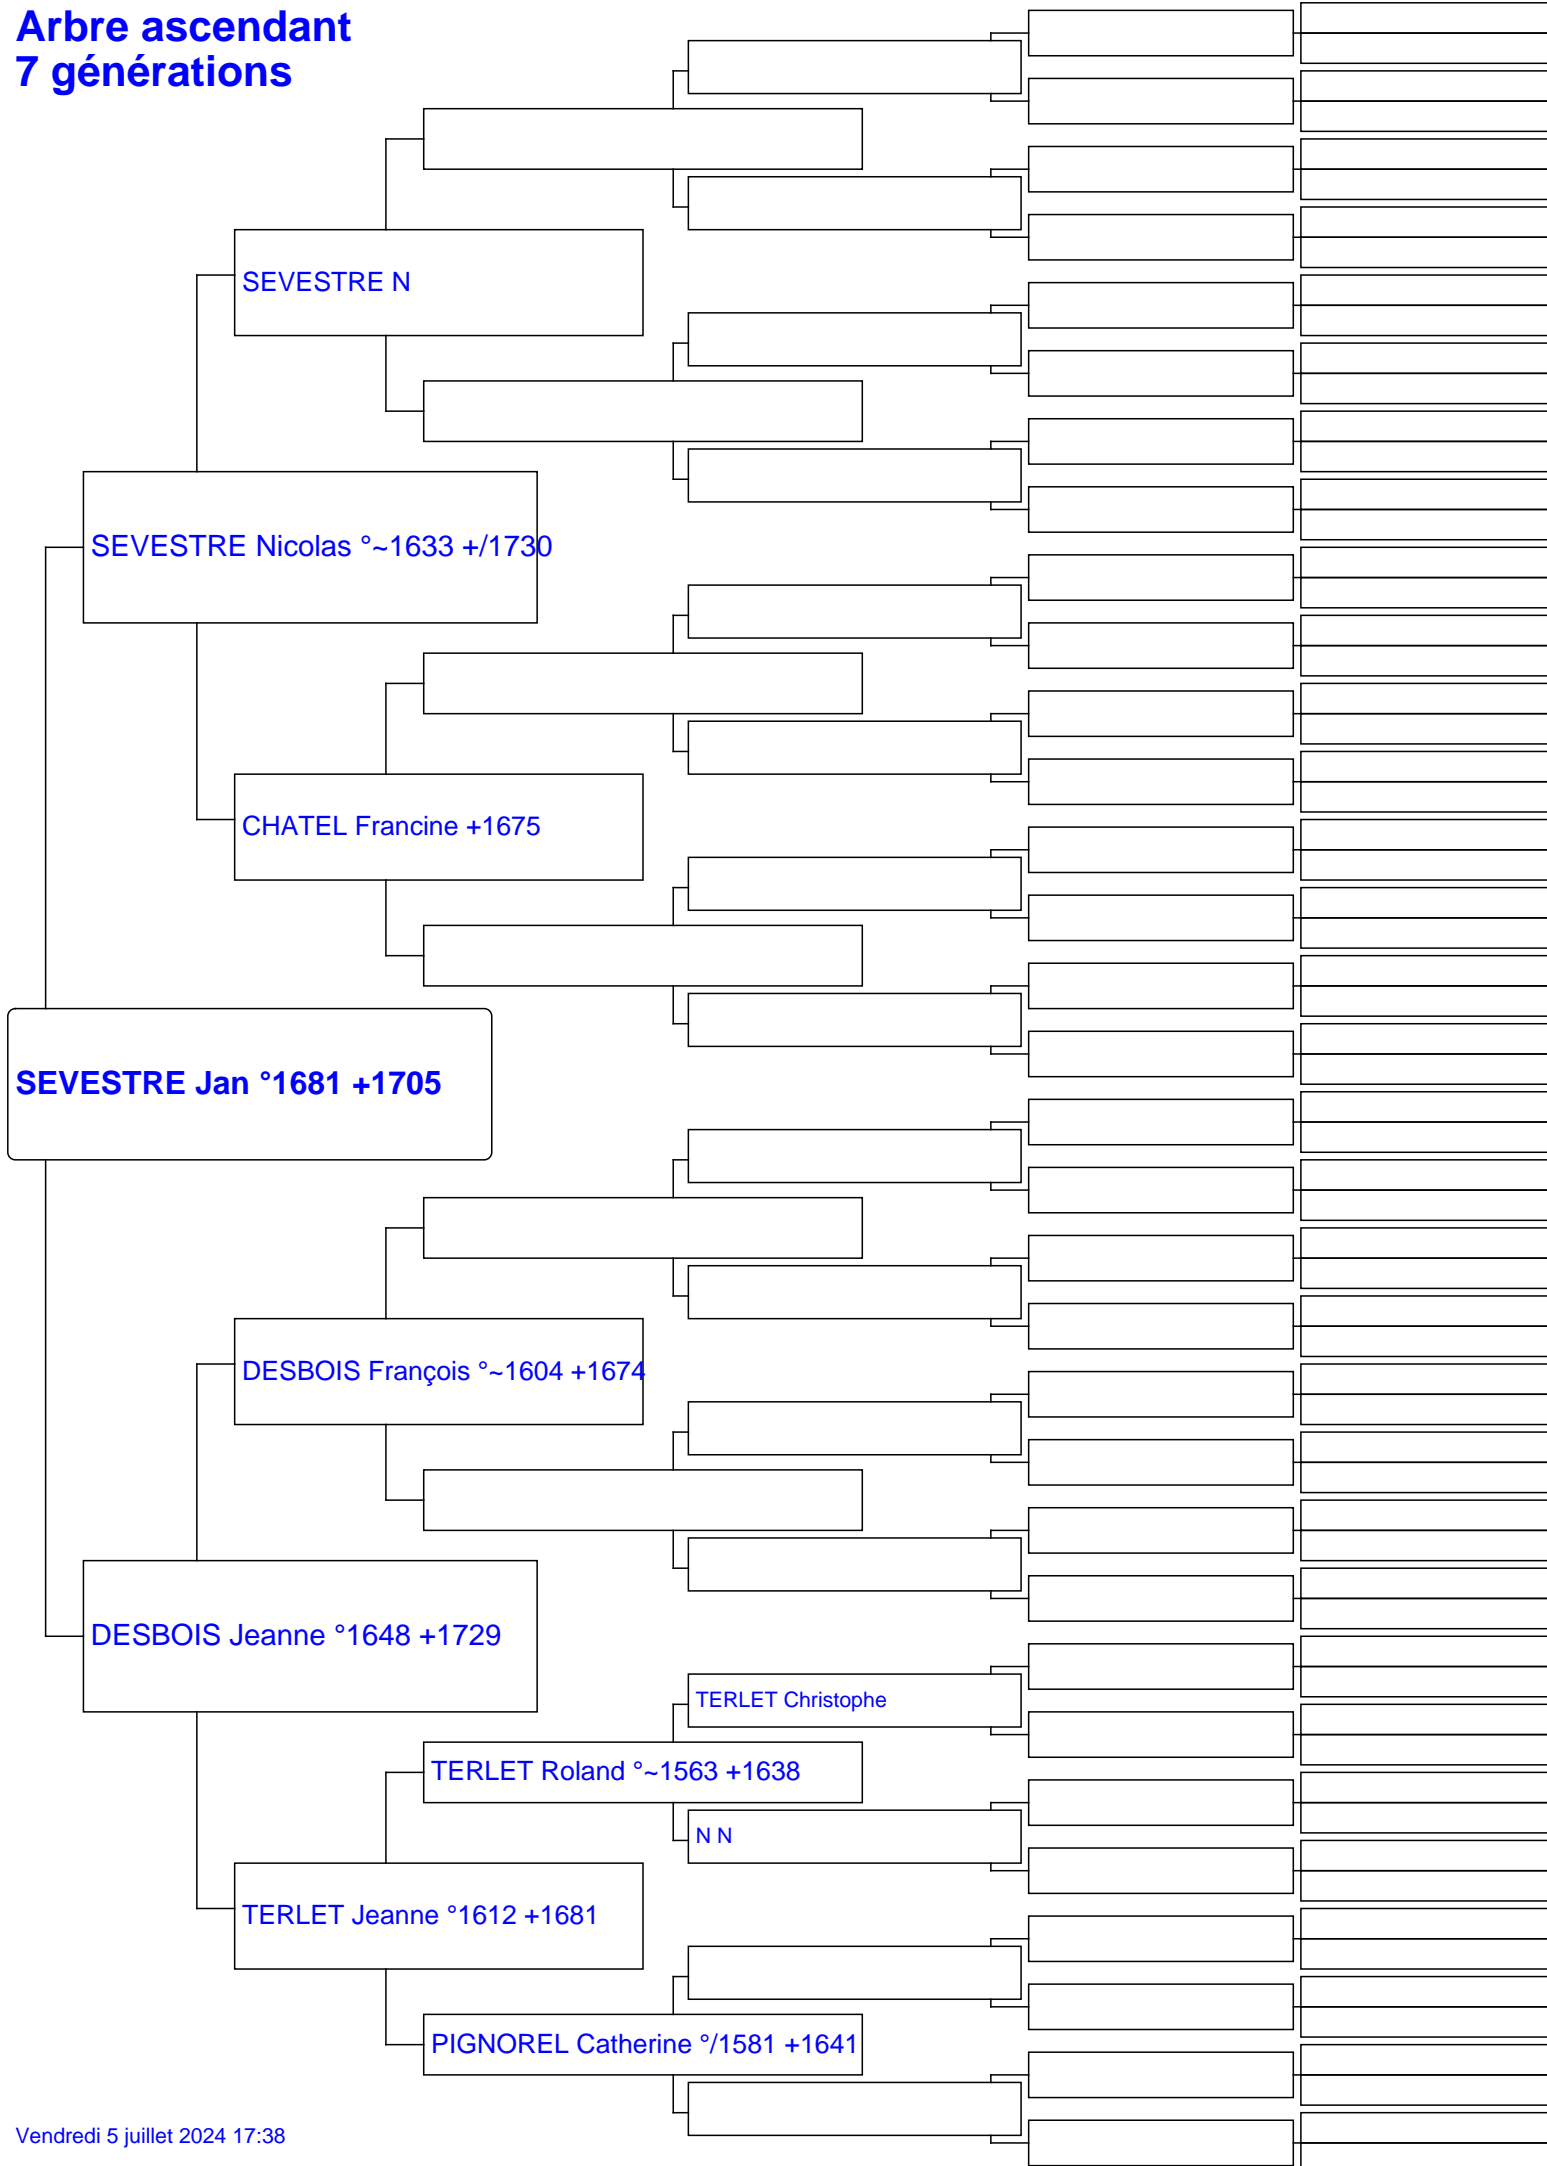 Arbre ascendant
7 générations
SEVESTRE N
SEVESTRE Nicolas °~1633 +/1730
CHATEL Francine +1675
SEVESTRE Jan °1681 +1705
DESBOIS François °~1604 +1674
DESBOIS Jeanne °1648 +1729
TERLET Christophe
TERLET Roland °~1563 +1638
N N
TERLET Jeanne °1612 +1681
PIGNOREL Catherine °/1581 +1641
Vendredi 5 juillet 2024 17:38